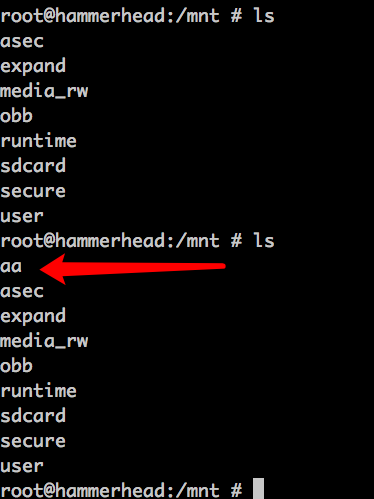 root@hammerhead:/mnt # ls
asec
expand
media_rw
obb
runtime
sdcard
secure
user
root@hammerhead:/mnt # ls
aa
asec
expand
media_rw
obb
runtime
sdcard
secure
user
root@hammerhead:/mnt #